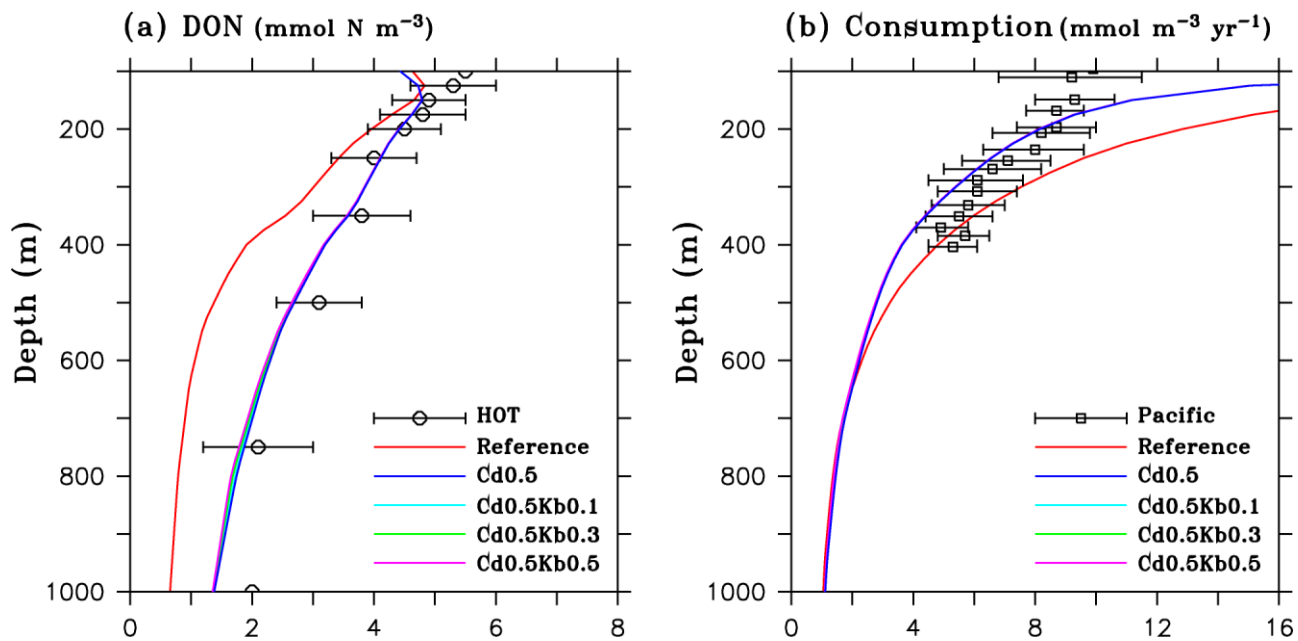 (a) DON (mmol N m⁻³)
200
400
600
800
1000
Depth (m)
0 2 4 6 8
HOT
Reference
Cd0.5
Cd0.5Kb0.1
Cd0.5Kb0.3
Cd0.5Kb0.5
(b) Consumption (mmol m⁻³ yr⁻¹)
200
400
600
800
1000
Depth (m)
0 4 8 12 16
Pacific
Reference
Cd0.5
Cd0.5Kb0.1
Cd0.5Kb0.3
Cd0.5Kb0.5